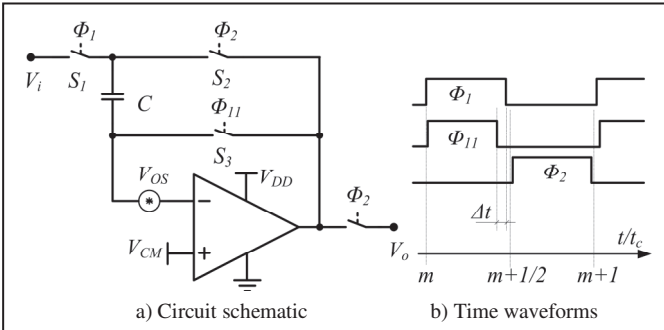 Φ1
Φ2
Vi
S1
S2
C
Φ11
S3
VOS
VDD
*
−
VCM
+
Φ2
Vo
a) Circuit schematic
Φ1
Φ11
Φ2
Δt
t/tc
m
m+1/2
m+1
b) Time waveforms